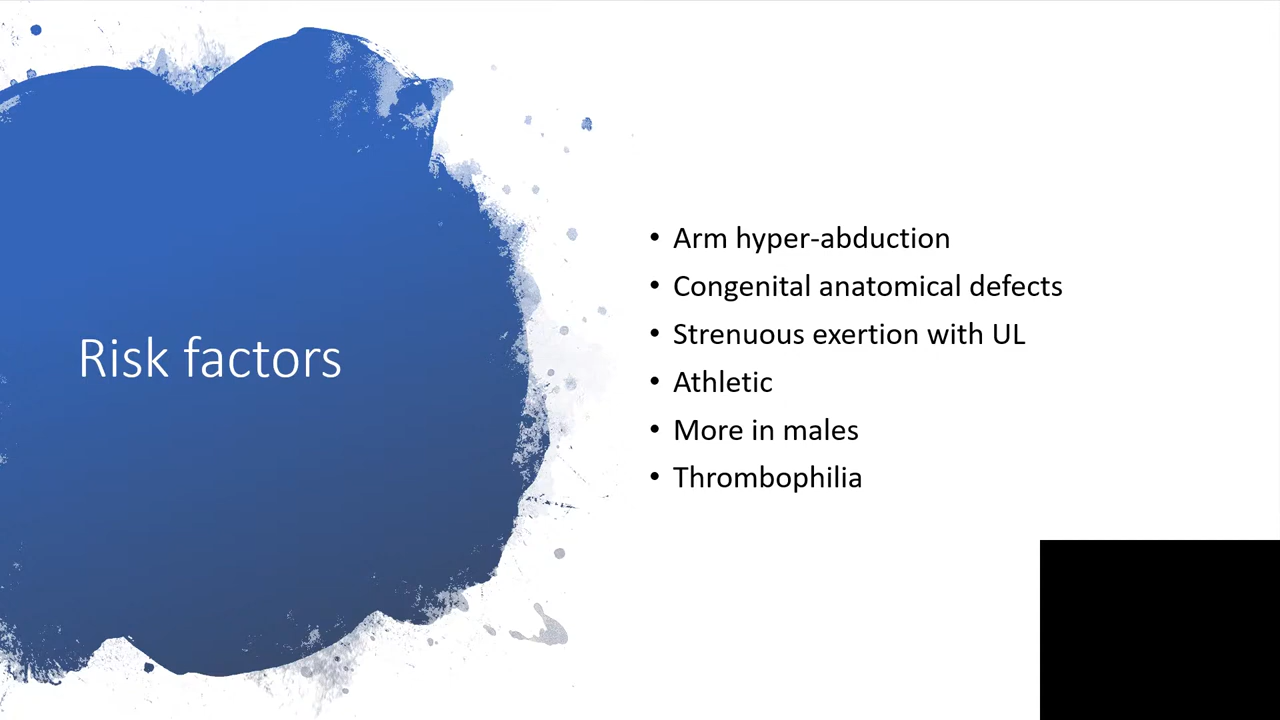 Risk factors
• Arm hyper-abduction
• Congenital anatomical defects
• Strenuous exertion with UL
• Athletic
• More in males
• Thrombophilia